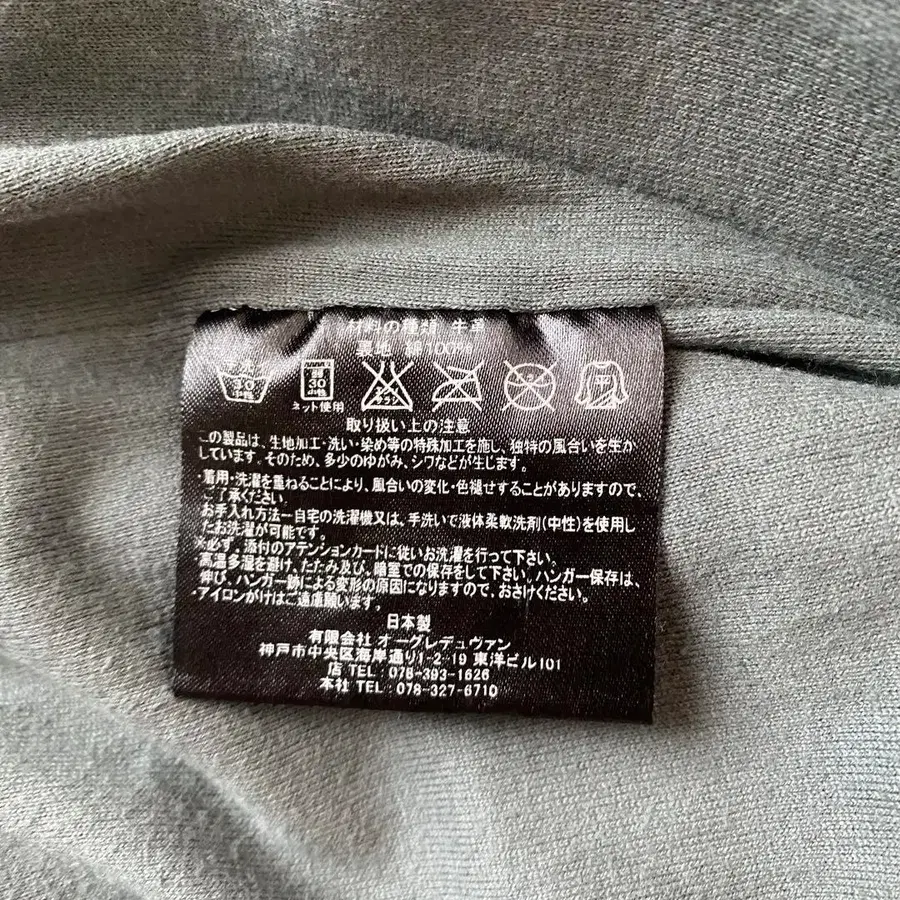 材料の種類 牛革
裏地 綿100%
30 中性
弱 30 中性
エンソ サラシ
ネット使用
取り扱い上の注意
この製品は、生地加工・洗い・染め等の特殊加工を施し、独特の風合いを生か
しています。そのため、多少のゆがみ、シワなどが生じます。
・着用・洗濯を重ねることにより、風合いの変化・色褪せすることがありますので、
ご了承ください。
お手入れ方法ー自宅の洗濯機又は、手洗いで液体柔軟洗剤(中性)を使用し
たお洗濯が可能です。
※必ず、添付のアテンションカードに従いお洗濯を行って下さい。
高温多湿を避け、たたみ及び、暗室での保存をして下さい。ハンガー保存は、
伸び、ハンガー跡による変形の原因になりますので、おさけください。
・アイロンがけはご遠慮願います。
日本製
有限会社 オーグレデュヴァン
神戸市中央区海岸通り1-2-19 東洋ビル101
店 TEL:078-393-1626
本社 TEL:078-327-6710